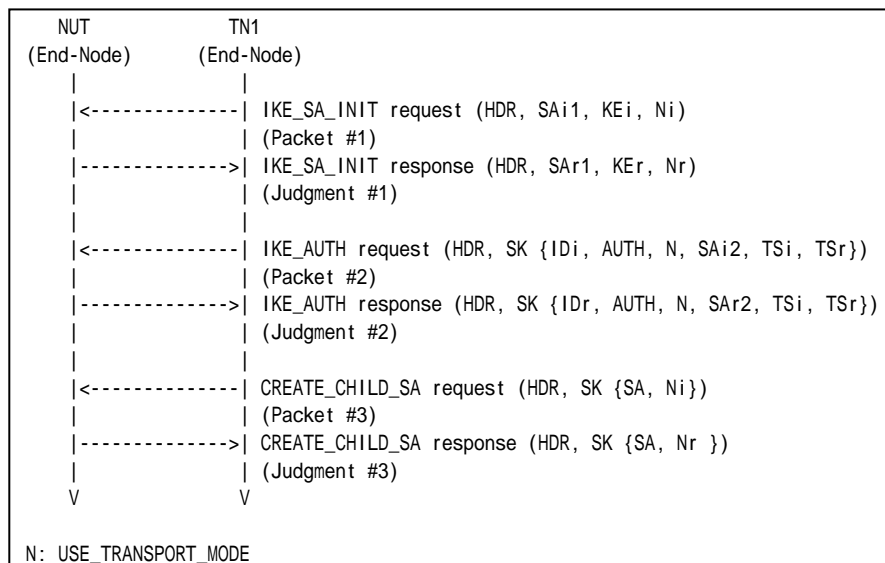 NUT TN1
(End-Node) (End-Node)
| |
|<--------------| IKE_SA_INIT request (HDR, SAi1, KEi, Ni)
| | (Packet #1)
|-------------->| IKE_SA_INIT response (HDR, SAr1, KEr, Nr)
| | (Judgment #1)
| |
|<--------------| IKE_AUTH request (HDR, SK {IDi, AUTH, N, SAi2, TSi, TSr})
| | (Packet #2)
|-------------->| IKE_AUTH response (HDR, SK {IDr, AUTH, N, SAr2, TSi, TSr})
| | (Judgment #2)
| |
|<--------------| CREATE_CHILD_SA request (HDR, SK {SA, Ni})
| | (Packet #3)
|-------------->| CREATE_CHILD_SA response (HDR, SK {SA, Nr })
| | (Judgment #3)
V V
N: USE_TRANSPORT_MODE